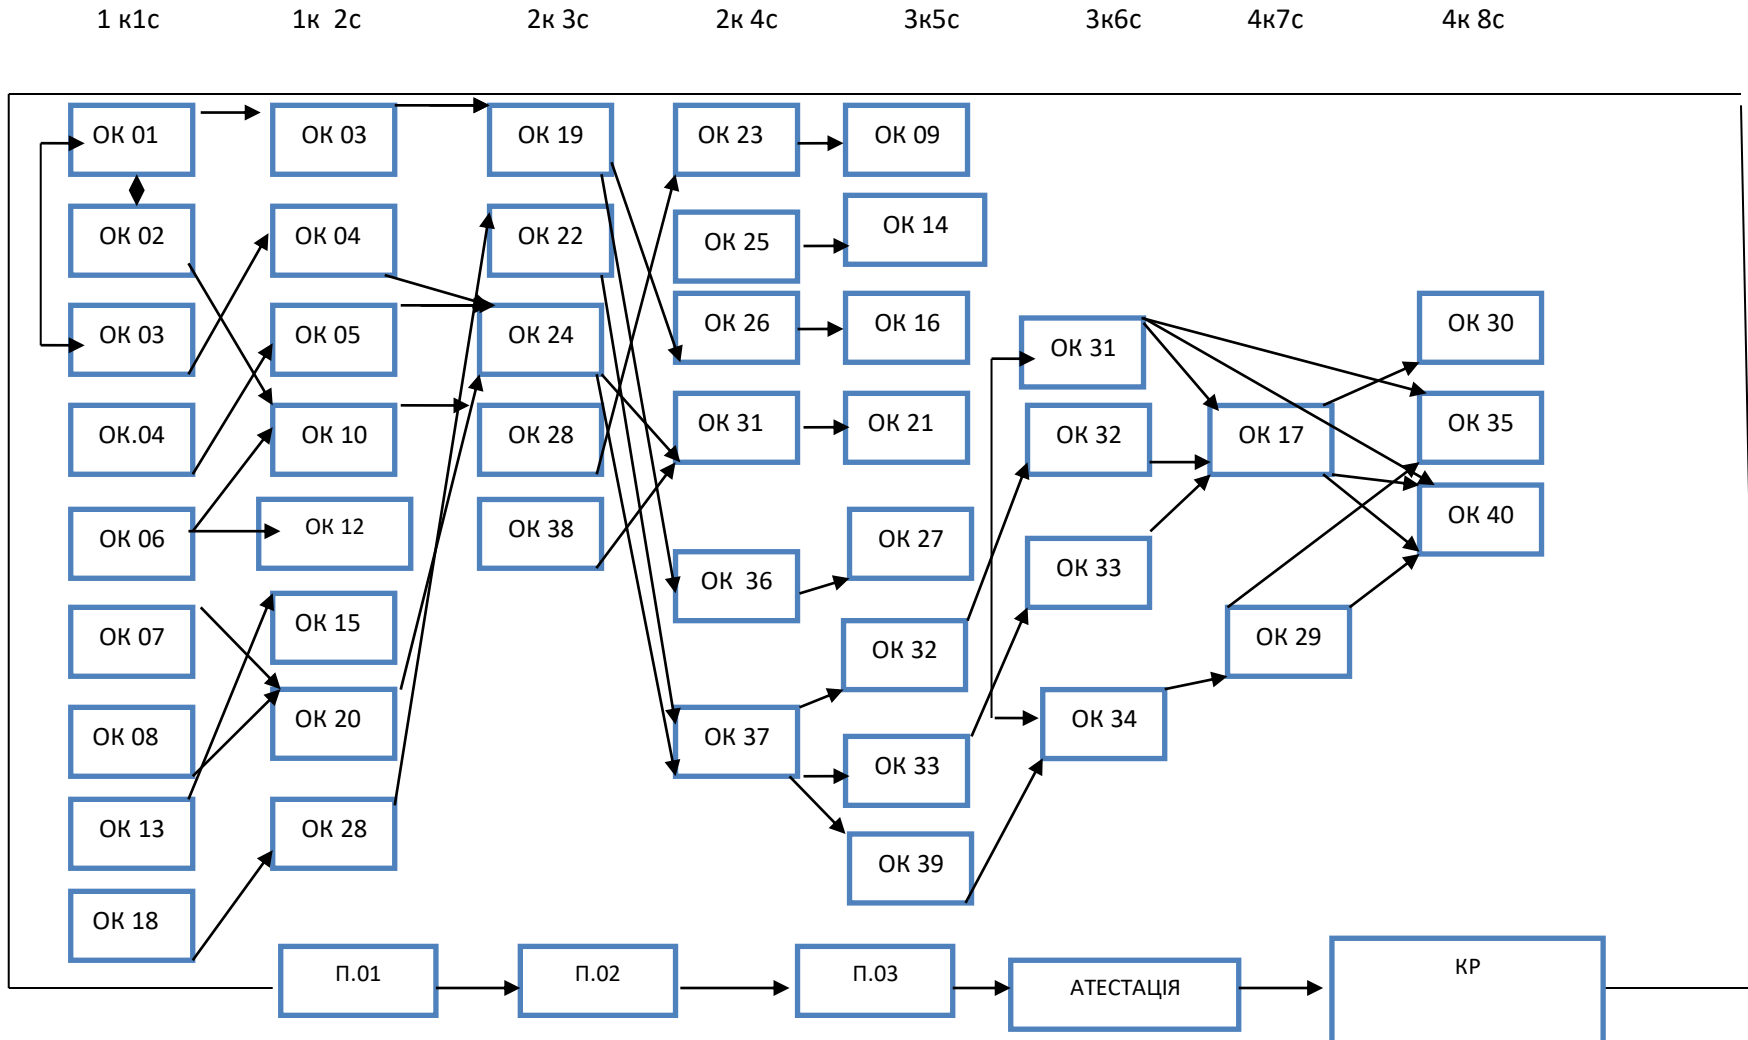 1 к1с 1к 2с 2к 3с 2к 4с 3к5с 3к6с 4к7с 4к 8с
ОК 01 ОК 03 ОК 19 ОК 23 ОК 09
ОК 02 ОК 04 ОК 22 ОК 25 ОК 14
ОК 03 ОК 05 ОК 24 ОК 26 ОК 16 ОК 31 ОК 30
ОК.04 ОК 10 ОК 28 ОК 31 ОК 21 ОК 32 ОК 17 ОК 35
ОК 06 ОК 12 ОК 38 ОК 36 ОК 27 ОК 33 ОК 40
ОК 07 ОК 15 ОК 32 ОК 29
ОК 08 ОК 20 ОК 37 ОК 33 ОК 34
ОК 13 ОК 28 ОК 39
ОК 18
П.01 П.02 П.03 АТЕСТАЦІЯ КР